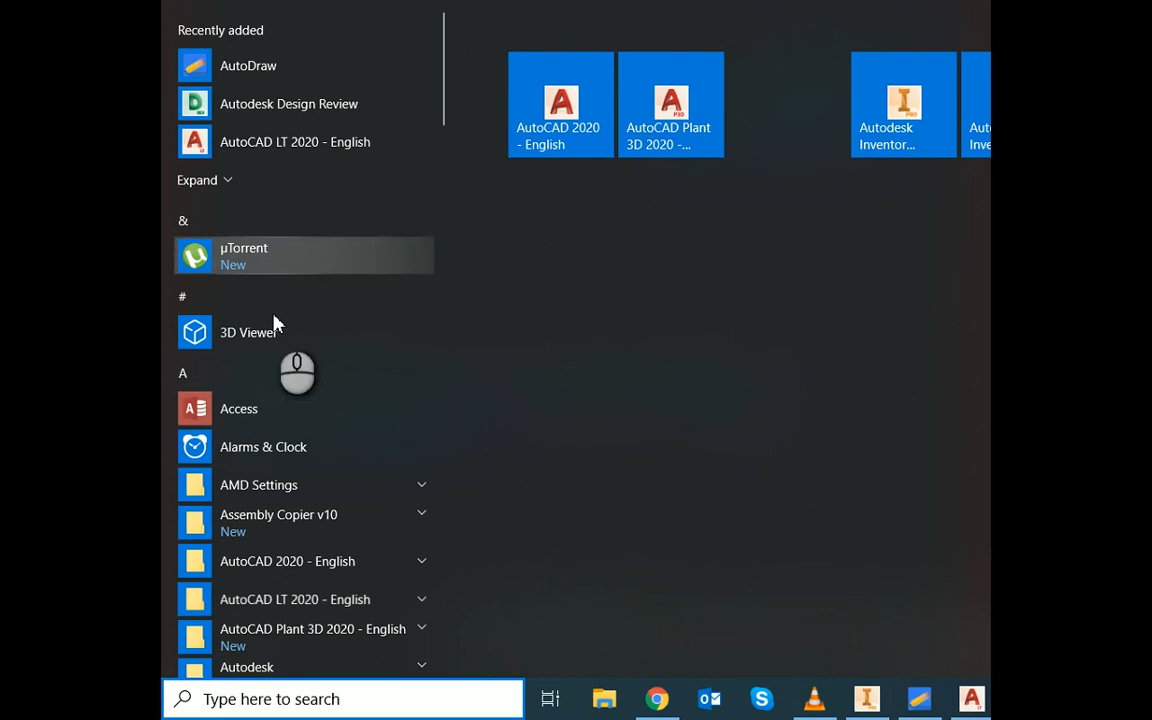 Recently added
AutoDraw
Autodesk Design Review
AutoCAD LT 2020 - English
Expand
&
µTorrent
New
#
3D Viewer
A
Access
Alarms & Clock
AMD Settings
Assembly Copier v10
New
AutoCAD 2020 - English
AutoCAD LT 2020 - English
AutoCAD Plant 3D 2020 - English
New
Autodesk
AutoCAD 2020
- English
P3D
AutoCAD Plant
3D 2020 -...
PRO
Autodesk
Inventor...
Type here to search